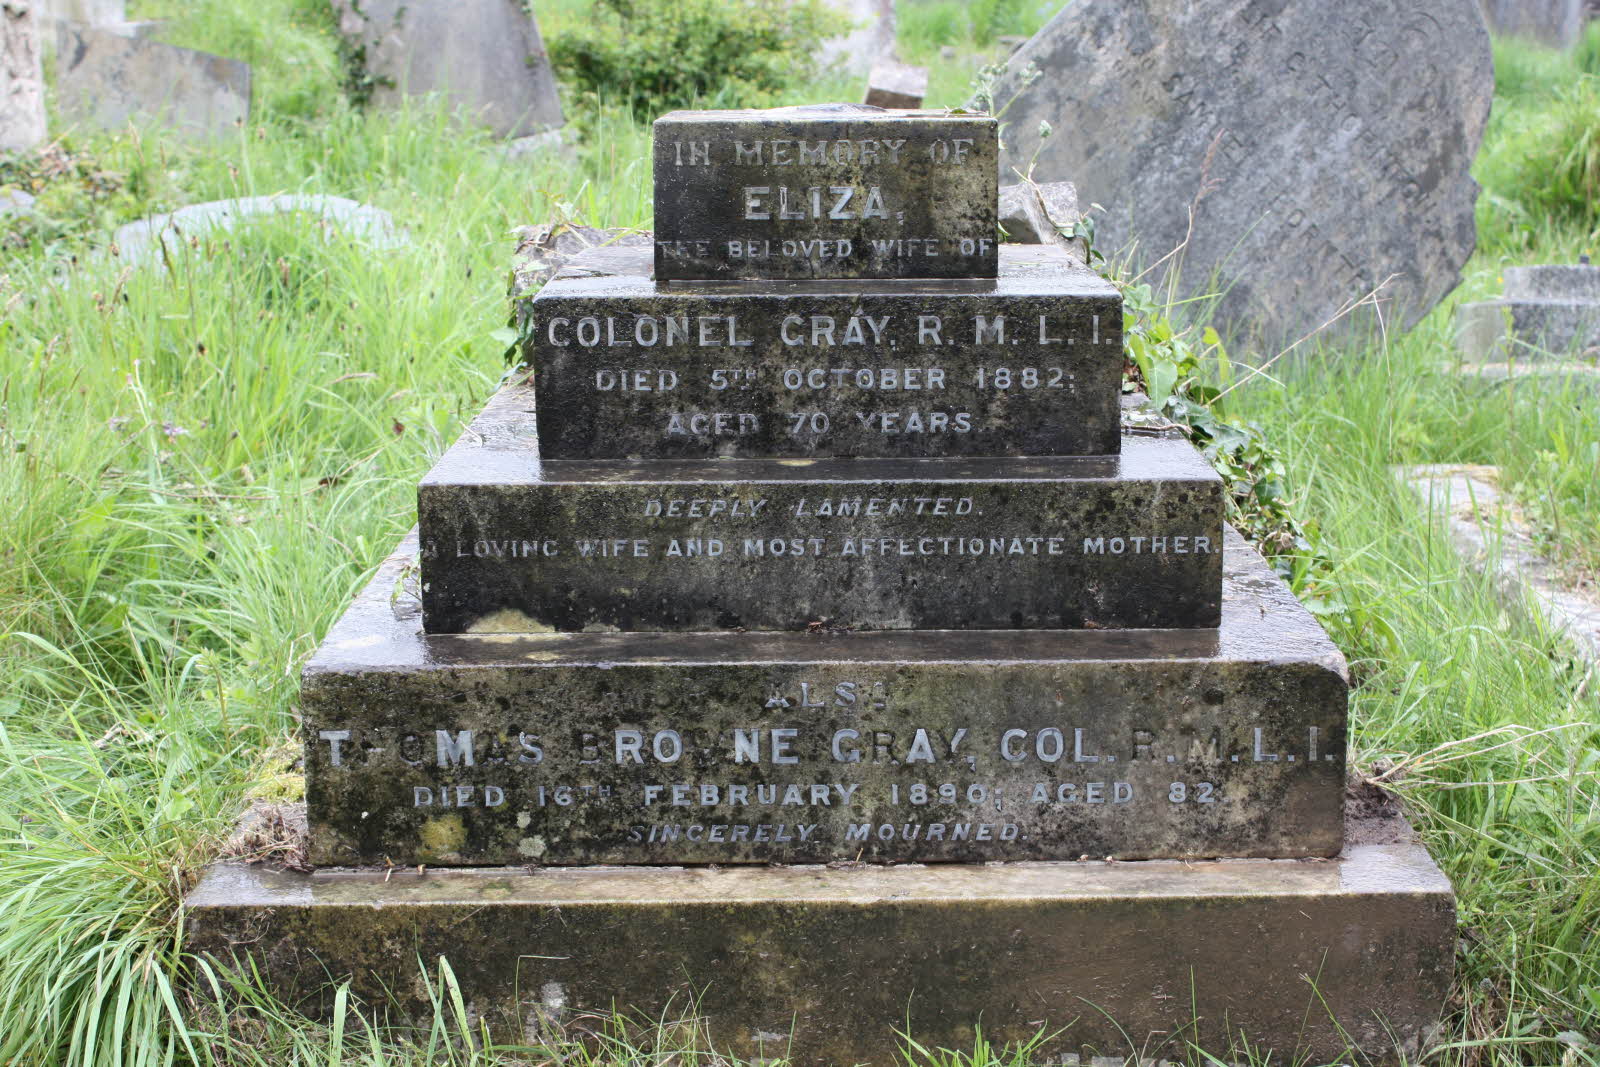 IN MEMORY OF
ELIZA,
THE BELOVED WIFE OF
COLONEL GRAY, R. M. L. I.
DIED 5TH OCTOBER 1882;
AGED 70 YEARS.
DEEPLY LAMENTED.
A LOVING WIFE AND MOST AFFECTIONATE MOTHER.
ALSO
THOMAS BROWNE GRAY, COL. R. M. L. I.
DIED 16TH FEBRUARY 1890; AGED 82.
SINCERELY MOURNED.